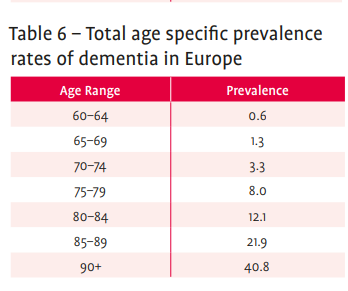 Table 6 – Total age specific prevalence
rates of dementia in Europe
Age Range Prevalence
60–64 0.6
65–69 1.3
70–74 3.3
75–79 8.0
80–84 12.1
85–89 21.9
90+ 40.8